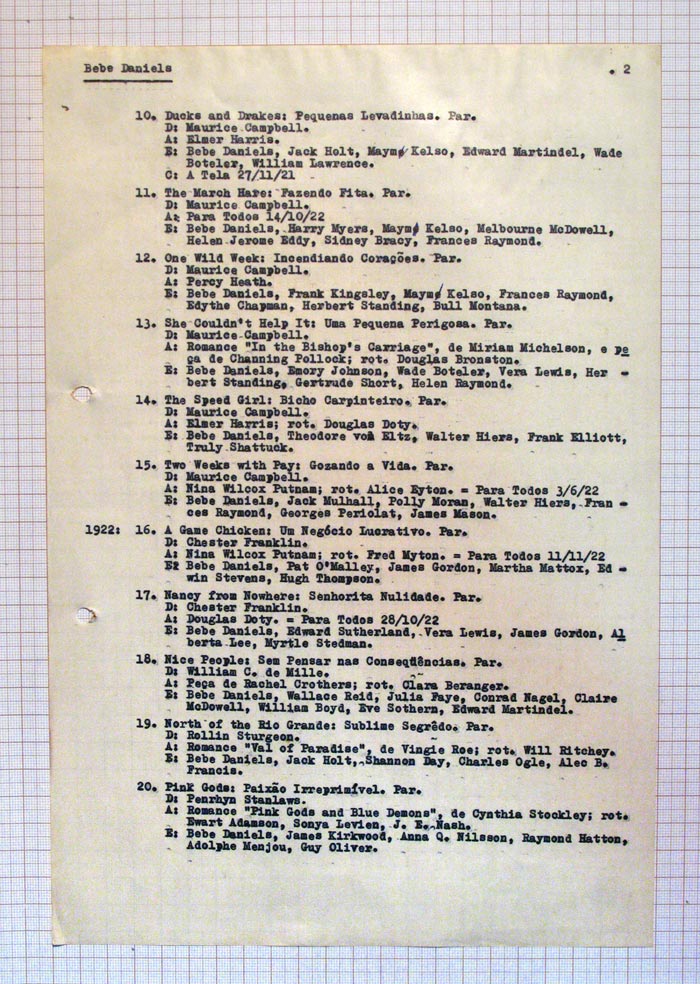 Bebe Daniels
. 2
10. Ducks and Drakes: Pequenas Levadinhas. Par.
D: Maurice Campbell.
A: Elmer Harris.
E: Bebe Daniels, Jack Holt, Mayme Kelso, Edward Martindel, Wade
Boteler, William Lawrence.
C: A Tela 27/11/21
11. The March Hare: Fazendo Fita. Par.
D: Maurice Campbell.
A: Para Todos 14/10/22
E: Bebe Daniels, Harry Myers, Mayme Kelso, Melbourne McDowell,
Helen Jerome Eddy, Sidney Bracy, Frances Raymond.
12. One Wild Week: Incendiando Corações. Par.
D: Maurice Campbell.
A: Percy Heath.
E: Bebe Daniels, Frank Kingsley, Mayme Kelso, Frances Raymond,
Edythe Chapman, Herbert Standing, Bull Montana.
13. She Couldn't Help It: Uma Pequena Perigosa. Par.
D: Maurice Campbell.
A: Romance "In the Bishop's Carriage", de Miriam Michelson, e pe
ça de Channing Pollock; rot. Douglas Bronston.
E: Bebe Daniels, Emory Johnson, Wade Boteler, Vera Lewis, Her -
bert Standing, Gertrude Short, Helen Raymond.
14. The Speed Girl: Bicho Carpinteiro. Par.
D: Maurice Campbell.
A: Elmer Harris; rot. Douglas Doty.
E: Bebe Daniels, Theodore von Eltz, Walter Hiers, Frank Elliott,
Truly Shattuck.
15. Two Weeks with Pay: Gozando a Vida. Par.
D: Maurice Campbell.
A: Nina Wilcox Putnam; rot. Alice Eyton. = Para Todos 3/6/22
E: Bebe Daniels, Jack Mulhall, Polly Moran, Walter Hiers, Fran -
ces Raymond, Georges Periolat, James Mason.
1922: 16. A Game Chicken: Um Negócio Lucrativo. Par.
D: Chester Franklin.
A: Nina Wilcox Putnam; rot. Fred Myton. = Para Todos 11/11/22
E: Bebe Daniels, Pat O'Malley, James Gordon, Martha Mattox, Ed -
win Stevens, Hugh Thompson.
17. Nancy from Nowhere: Senhorita Nulidade. Par.
D: Chester Franklin.
A: Douglas Doty. = Para Todos 28/10/22
E: Bebe Daniels, Edward Sutherland, Vera Lewis, James Gordon, Al
berta Lee, Myrtle Stedman.
18. Nice People: Sem Pensar nas Conseqüências. Par.
D: William C. de Mille.
A: Peça de Rachel Crothers; rot. Clara Beranger.
E: Bebe Daniels, Wallace Reid, Julia Faye, Conrad Nagel, Claire
McDowell, William Boyd, Eve Sothern, Edward Martindel.
19. North of the Rio Grande: Sublime Segrêdo. Par.
D: Rollin Sturgeon.
A: Romance "Val of Paradise", de Vingie Roe; rot. Will Ritchey.
E: Bebe Daniels, Jack Holt, Shannon Day, Charles Ogle, Alec B.
Francis.
20. Pink Gods: Paixão Irreprimível. Par.
D: Penrhyn Stanlaws.
A: Romance "Pink Gods and Blue Demons", de Cynthia Stockley; rot.
Ewart Adamson, Sonya Levien, J. E. Nash.
E: Bebe Daniels, James Kirkwood, Anna Q. Nilsson, Raymond Hatton,
Adolphe Menjou, Guy Oliver.